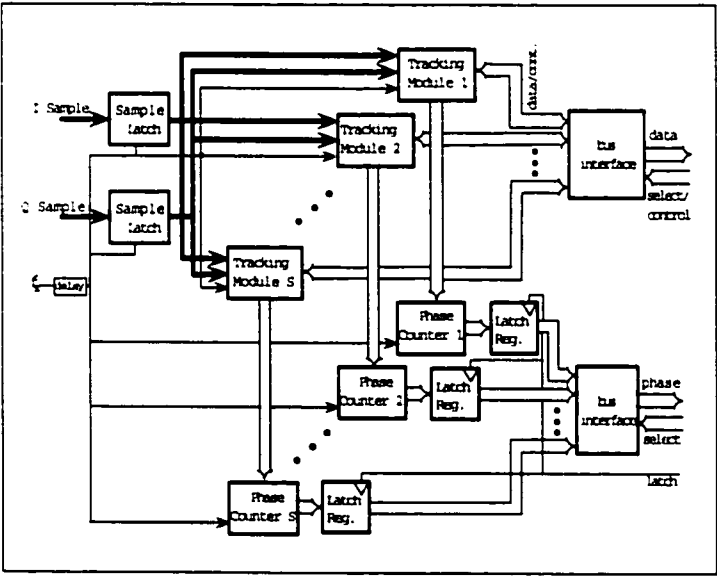 Tracking
Module 1
data/cont.
I Sample
Sample
Latch
Tracking
Module 2
bus
interface
data
select/
control
Q Sample
Sample
Latch
Tracking
Module S
delay
Phase
Counter 1
Latch
Reg.
Phase
Counter 2
Latch
Reg.
bus
interface
phase
select
latch
Phase
Counter S
Latch
Reg.